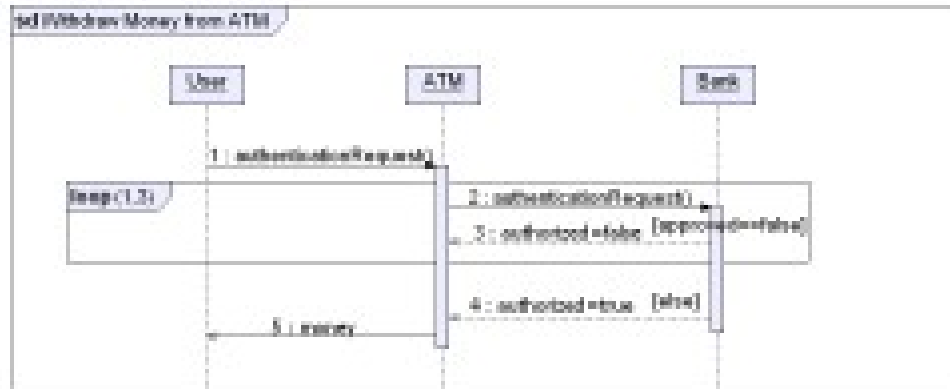 sd Withdraw Money from ATM
User
ATM
Bank
1 : authenticationRequest()
loop(1,3)
2 : authenticationRequest()
3 : authorized=false [approved==false]
4 : authorized=true [else]
5 : money